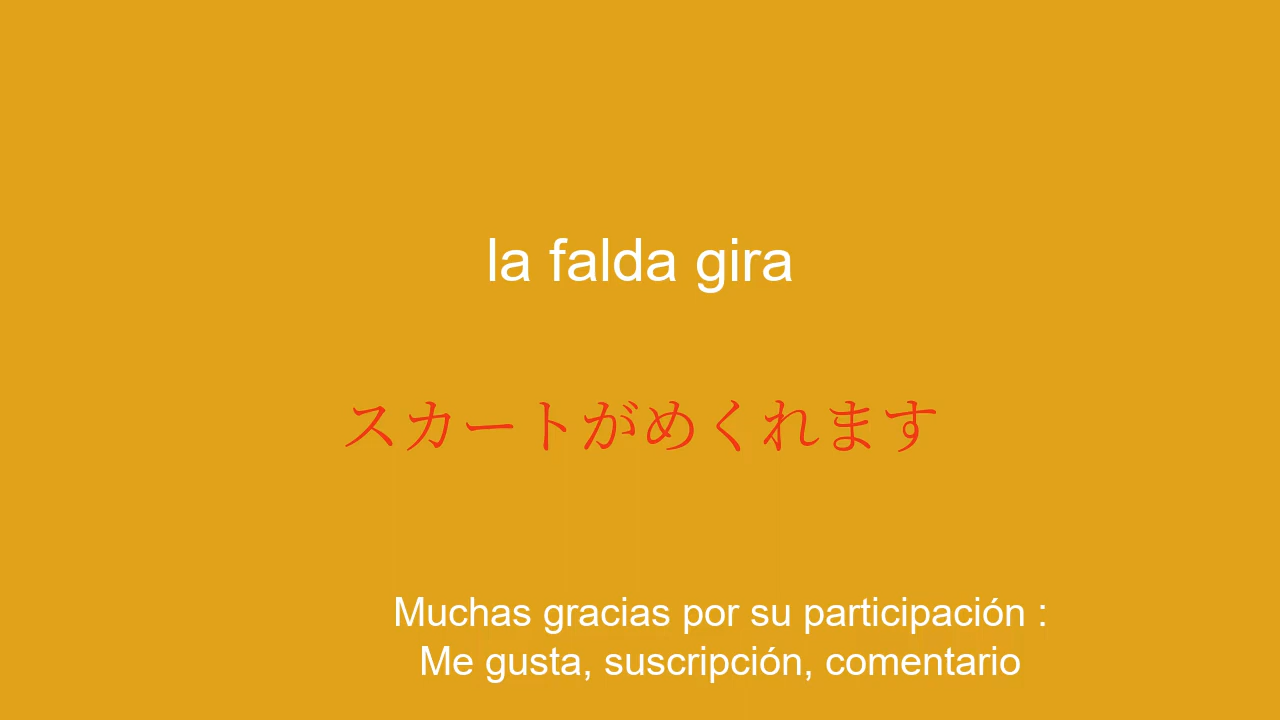 la falda gira
スカートがめくれます
Muchas gracias por su participación :
Me gusta, suscripción, comentario